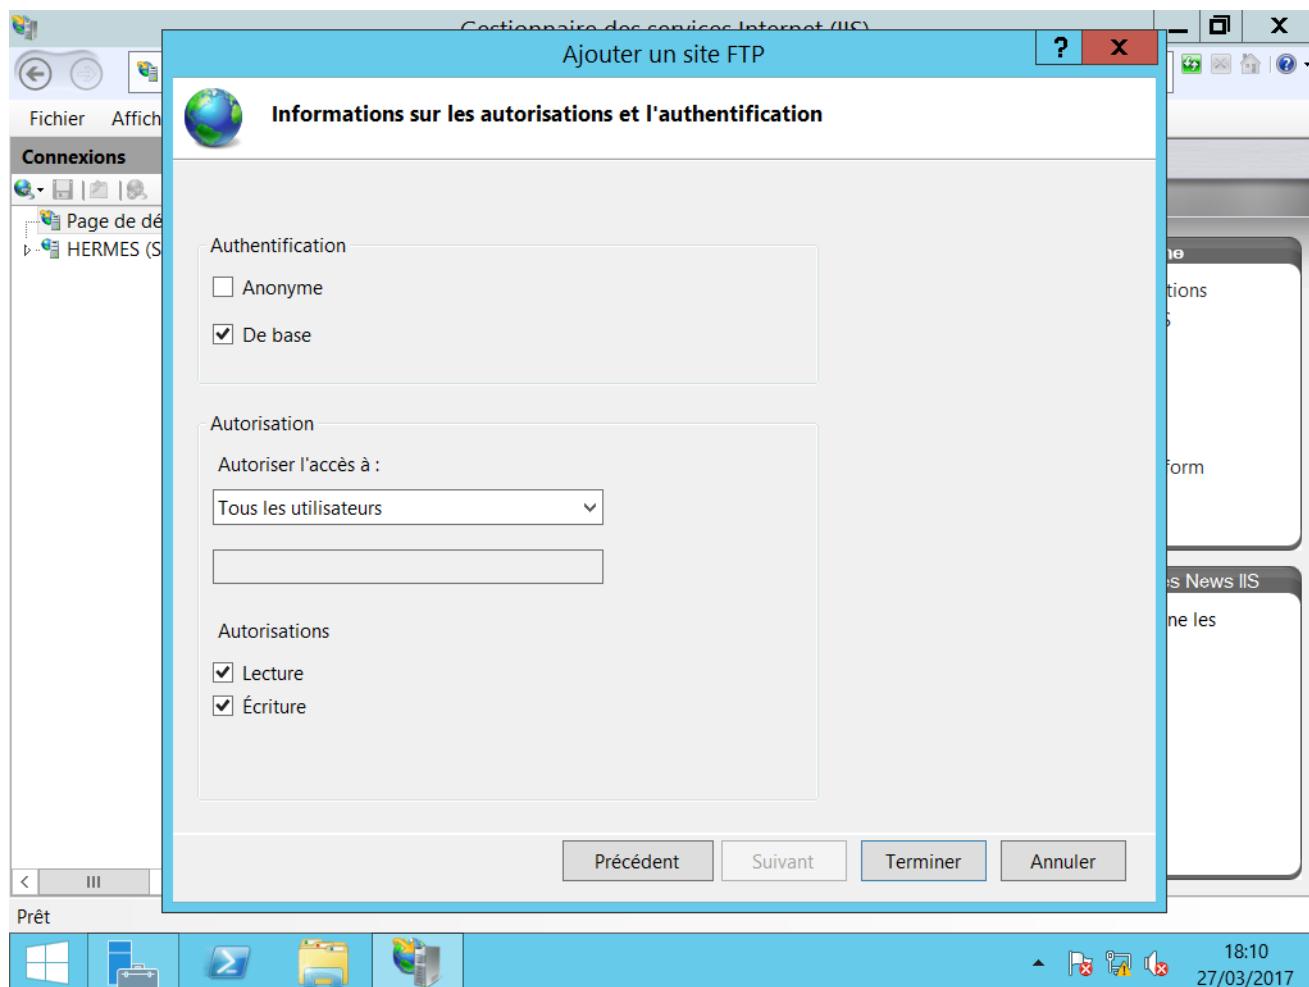 Gestionnaire des services Internet (IIS)
Ajouter un site FTP
?
X
X
Fichier
Affich
Informations sur les autorisations et l'authentification
Connexions
Page de dé
HERMES (S
Authentification
Anonyme
De base
Autorisation
Autoriser l'accès à :
Tous les utilisateurs
Autorisations
Lecture
Écriture
tions
form
s News IIS
ne les
Précédent
Suivant
Terminer
Annuler
Prêt
18:10
27/03/2017